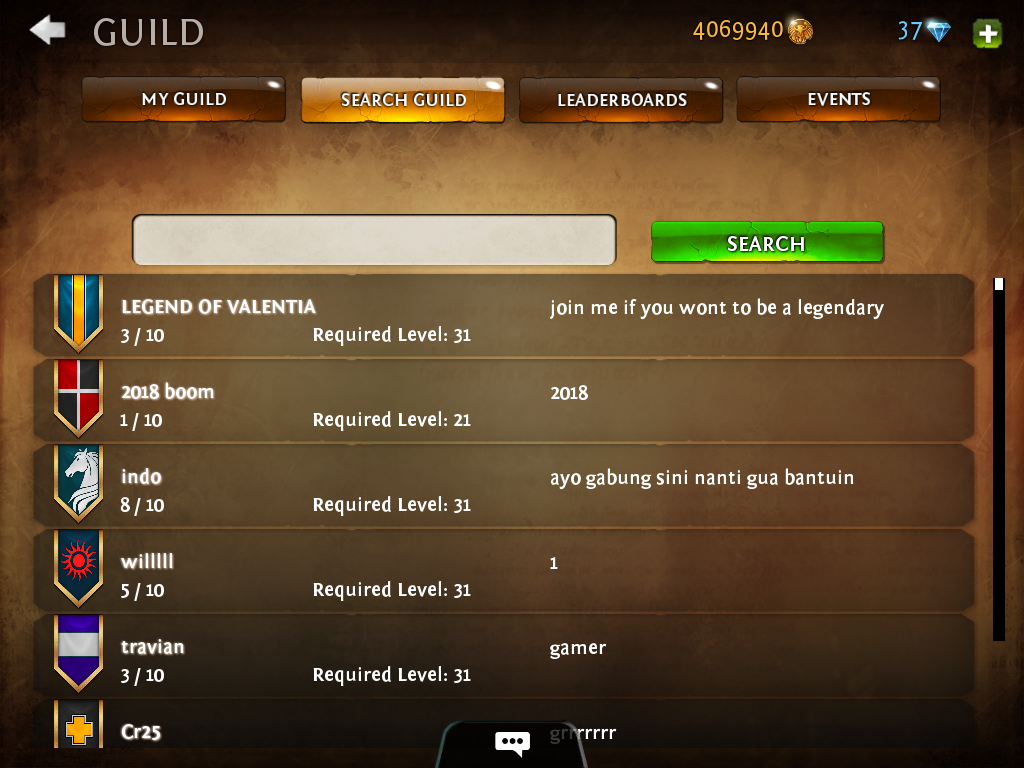 GUILD
4069940
37
MY GUILD
SEARCH GUILD
LEADERBOARDS
EVENTS
SEARCH
LEGEND OF VALENTIA
join me if you wont to be a legendary
3 / 10
Required Level: 31
2018 boom
2018
1 / 10
Required Level: 21
indo
ayo gabung sini nanti gua bantuin
8 / 10
Required Level: 31
willlll
1
5 / 10
Required Level: 31
travian
gamer
3 / 10
Required Level: 31
Cr25
grrrrrrr